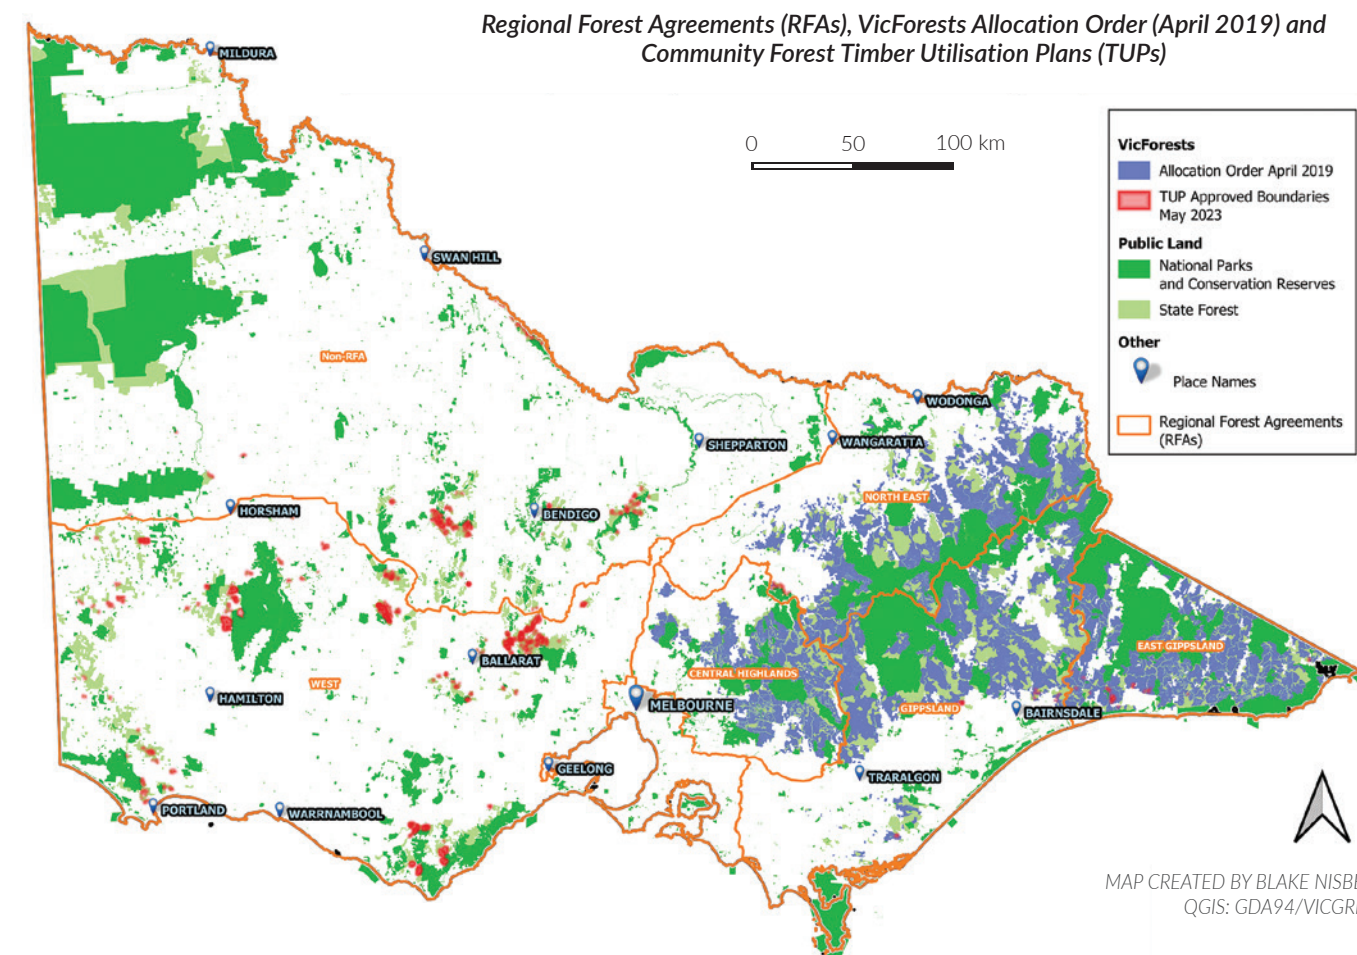 Regional Forest Agreements (RFAs), VicForests Allocation Order (April 2019) and
Community Forest Timber Utilisation Plans (TUPs)
0 50 100 km
VicForests
Allocation Order April 2019
TUP Approved Boundaries
May 2023
Public Land
National Parks
and Conservation Reserves
State Forest
Other
Place Names
Regional Forest Agreements
(RFAs)
MILDURA
SWAN HILL
Non-RFA
WODONGA
SHEPPARTON
WANGARATTA
NORTH EAST
HORSHAM
BENDIGO
EAST GIPPSLAND
BALLARAT
CENTRAL HIGHLANDS
WEST
HAMILTON
MELBOURNE
GIPPSLAND
BAIRNSDALE
GEELONG
TRARALGON
PORTLAND
WARRNAMBOOL
MAP CREATED BY BLAKE NISBE
QGIS: GDA94/VICGR